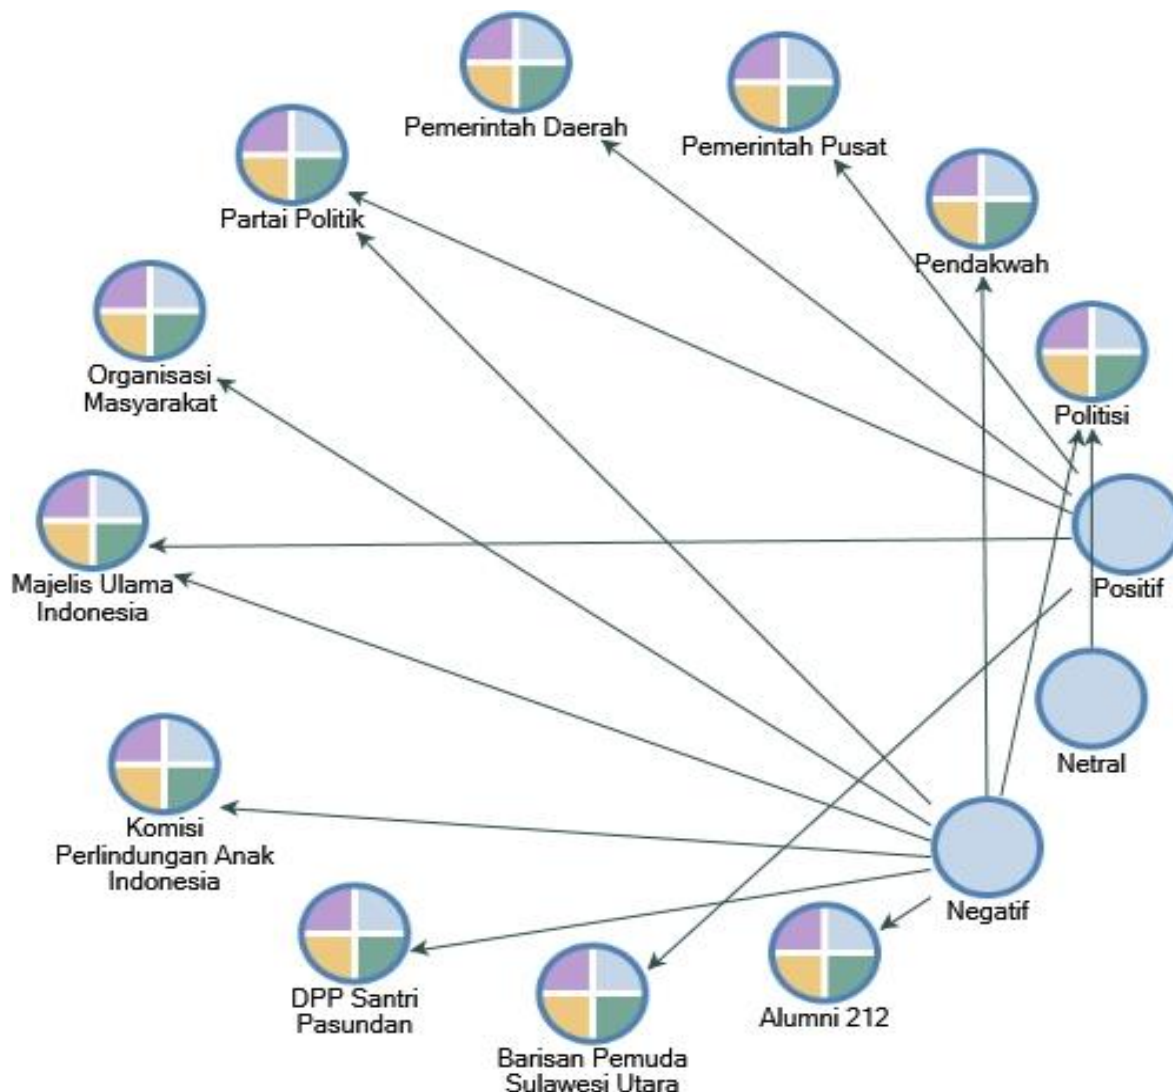 Pemerintah Daerah
Pemerintah Pusat
Partai Politik
Pendakwah
Organisasi
Masyarakat
Politisi
Majelis Ulama
Indonesia
Positif
Netral
Komisi
Perlindungan Anak
Indonesia
Negatif
DPP Santri
Pasundan
Alumni 212
Barisan Pemuda
Sulawesi Utara